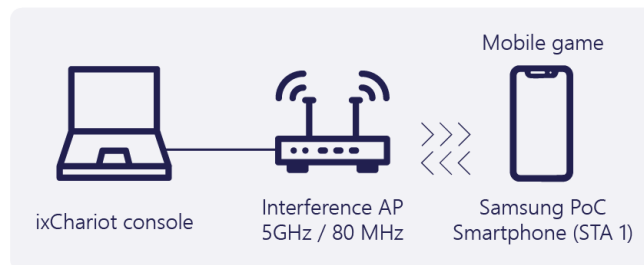 Mobile game
ixChariot console
Interference AP
5GHz / 80 MHz
Samsung PoC
Smartphone (STA 1)